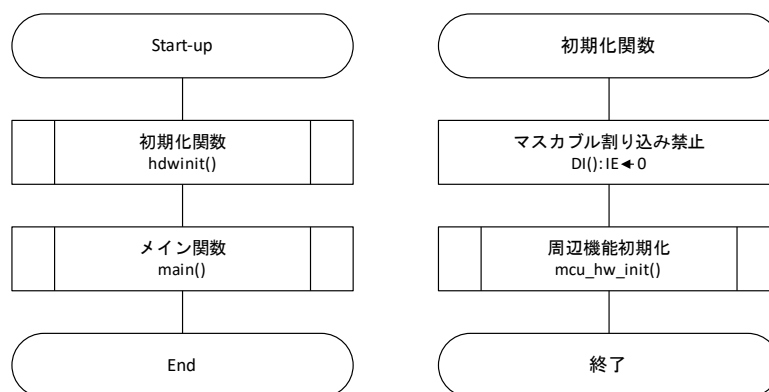 Start-up
初期化関数
hdwinit()
メイン関数
main()
End
初期化関数
マスカブル割り込み禁止
DI():IE←0
周辺機能初期化
mcu_hw_init()
終了